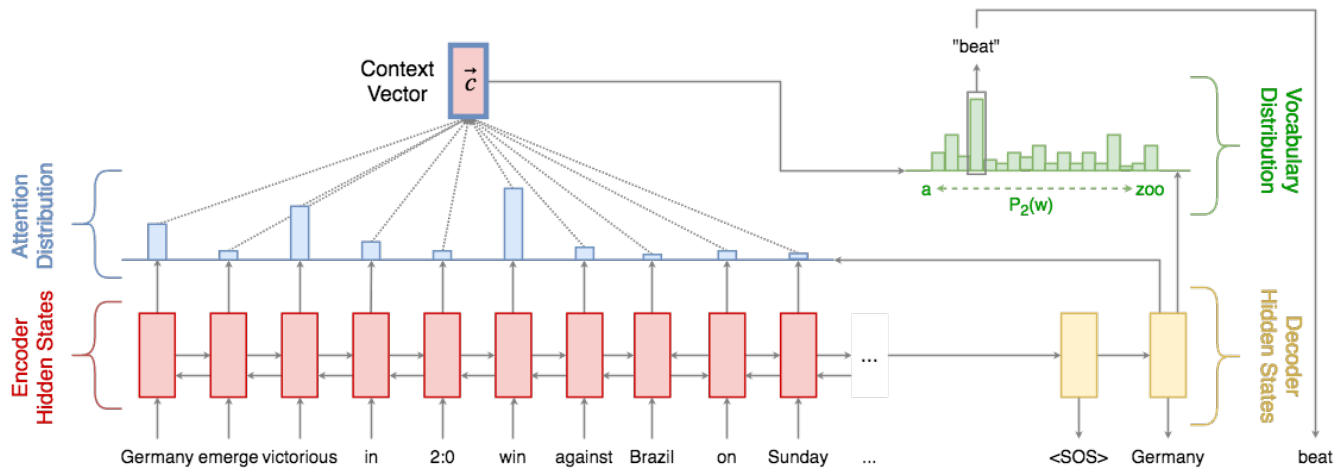 "beat"
Context
Vector
c
Vocabulary
Distribution
a
zoo
P₂(w)
Attention
Distribution
Encoder
Hidden States
...
Decoder
Hidden States
Germany emerge victorious in 2:0 win against Brazil on Sunday ... <SOS> Germany beat